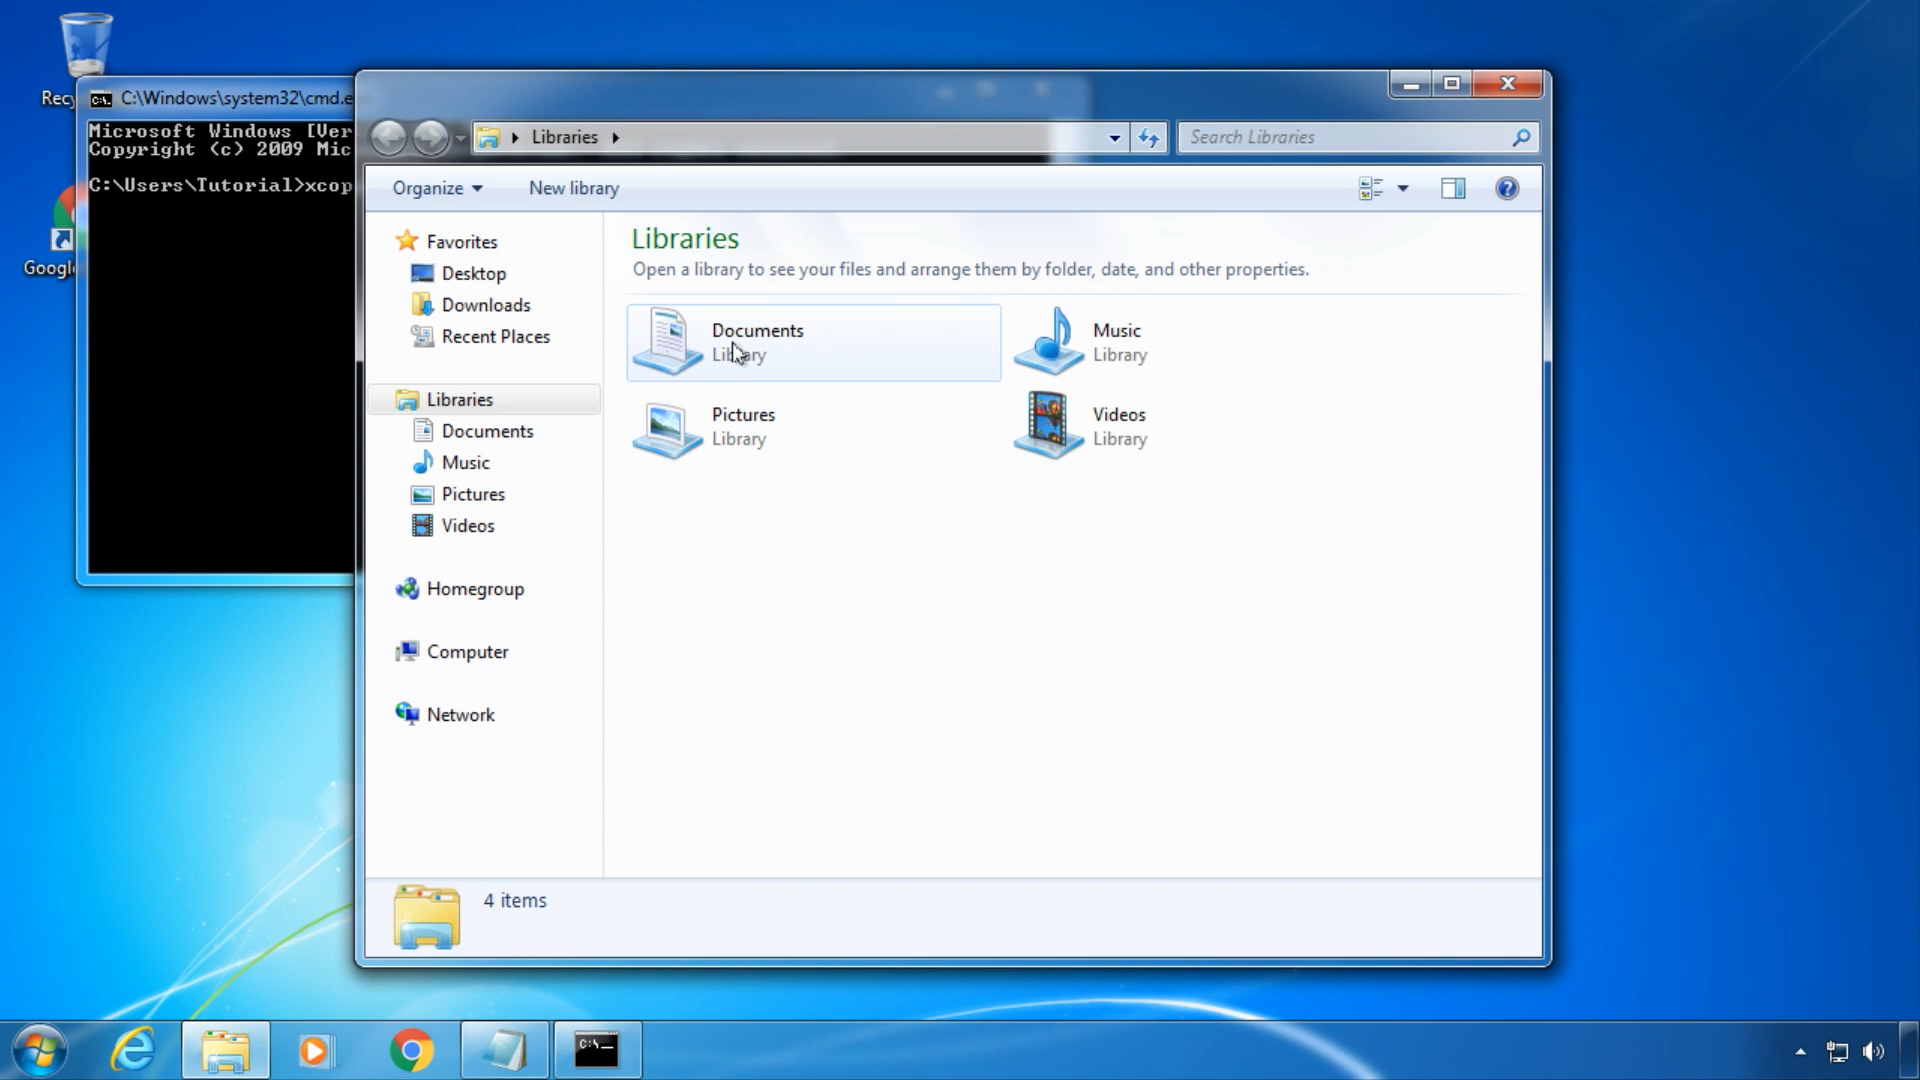 Recy
C:\Windows\system32\cmd.e
Microsoft Windows [Ver
Copyright (c) 2009 Mic
C:\Users\Tutorial>xcop
Google
Libraries
Search Libraries
Organize
New library
Favorites
Desktop
Downloads
Recent Places
Libraries
Documents
Music
Pictures
Videos
Homegroup
Computer
Network
Libraries
Open a library to see your files and arrange them by folder, date, and other properties.
Documents
Library
Music
Library
Pictures
Library
Videos
Library
4 items
C:\